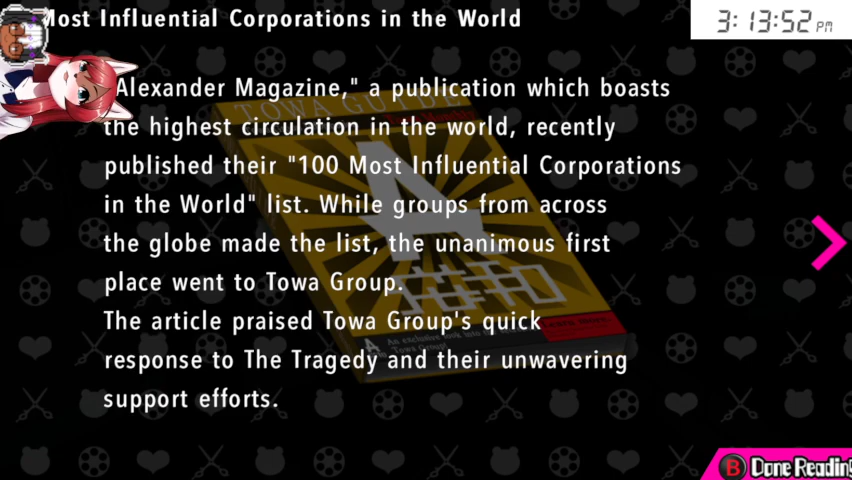 Most Influential Corporations in the World
3:13:52 PM
Alexander Magazine," a publication which boasts
the highest circulation in the world, recently
published their "100 Most Influential Corporations
in the World" list. While groups from across
the globe made the list, the unanimous first
place went to Towa Group.
The article praised Towa Group's quick
response to The Tragedy and their unwavering
support efforts.
TOWA GUIDE
B Done Reading